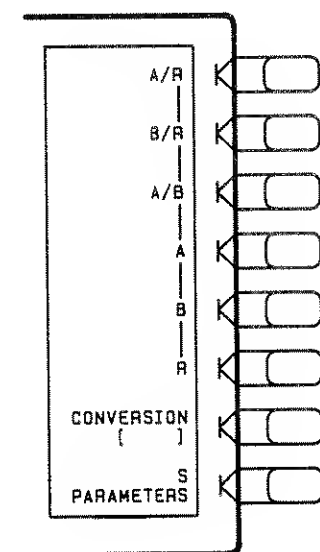 A/R
B/R
A/B
A
B
R
CONVERSION
[ ]
S
PARAMETERS